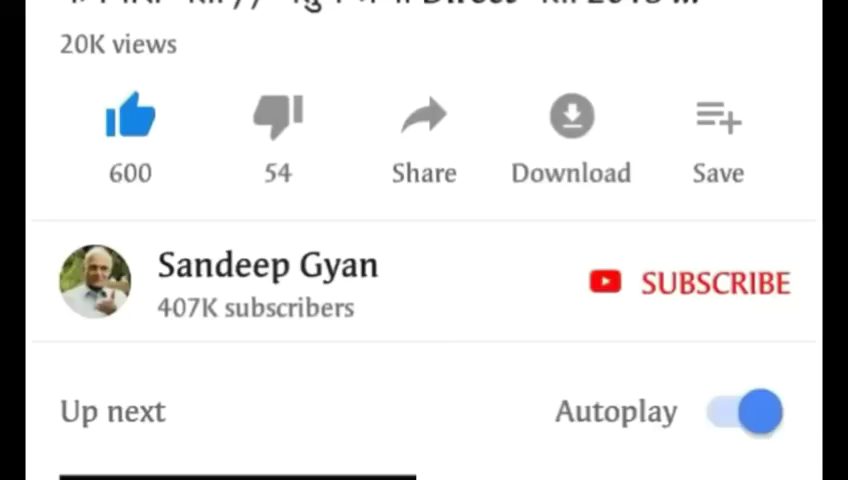 20K views
600
54
Share
Download
Save
Sandeep Gyan
407K subscribers
SUBSCRIBE
Up next
Autoplay